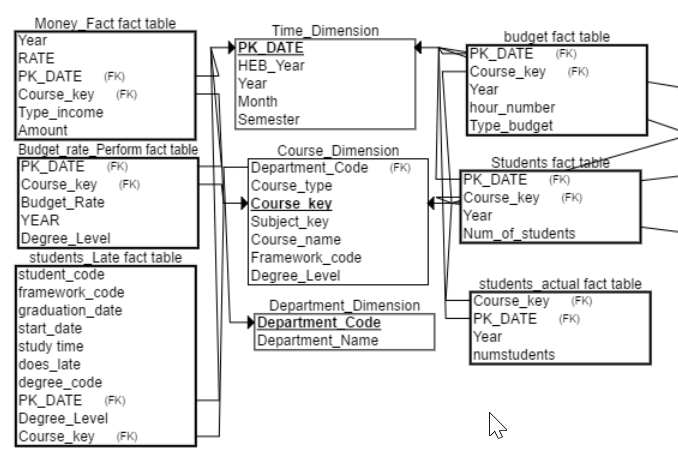 Money_Fact fact table
Year
RATE
PK_DATE (FK)
Course_key (FK)
Type_income
Amount
Budget_rate_Perform fact table
PK_DATE (FK)
Course_key (FK)
Budget_Rate
YEAR
Degree_Level
students_Late fact table
student_code
framework_code
graduation_date
start_date
study time
does_late
degree_code
PK_DATE (FK)
Degree_Level
Course_key (FK)
Time_Dimension
PK_DATE
HEB_Year
Year
Month
Semester
Course_Dimension
Department_Code (FK)
Course_type
Course_key
Subject_key
Course_name
Framework_code
Degree_Level
Department_Dimension
Department_Code
Department_Name
budget fact table
PK_DATE (FK)
Course_key (FK)
Year
hour_number
Type_budget
Students fact_table
PK_DATE (FK)
Course_key (FK)
Year
Num_of_students
students_actual fact table
Course_key (FK)
PK_DATE (FK)
Year
numstudents